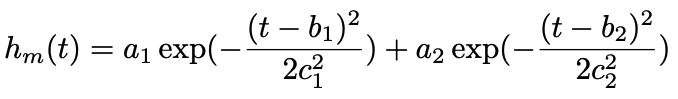 $h_m(t) = a_1 \exp(-\frac{(t-b_1)^2}{2c_1^2}) + a_2 \exp(-\frac{(t-b_2)^2}{2c_2^2})$